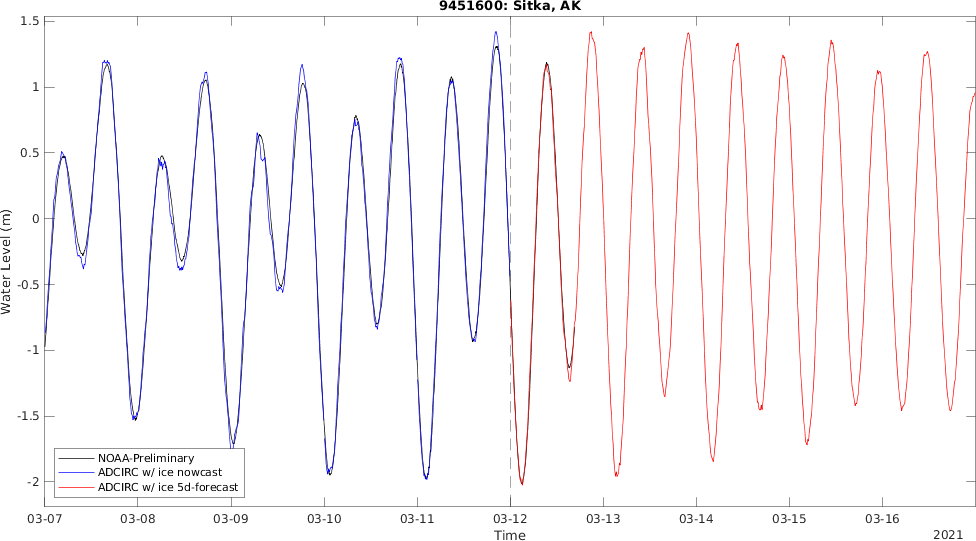 9451600: Sitka, AK
1.5
1
0.5
0
-0.5
-1
-1.5
-2
Water Level (m)
NOAA-Preliminary
ADCIRC w/ ice nowcast
ADCIRC w/ ice 5d-forecast
03-07 03-08 03-09 03-10 03-11 03-12 03-13 03-14 03-15 03-16
Time
2021